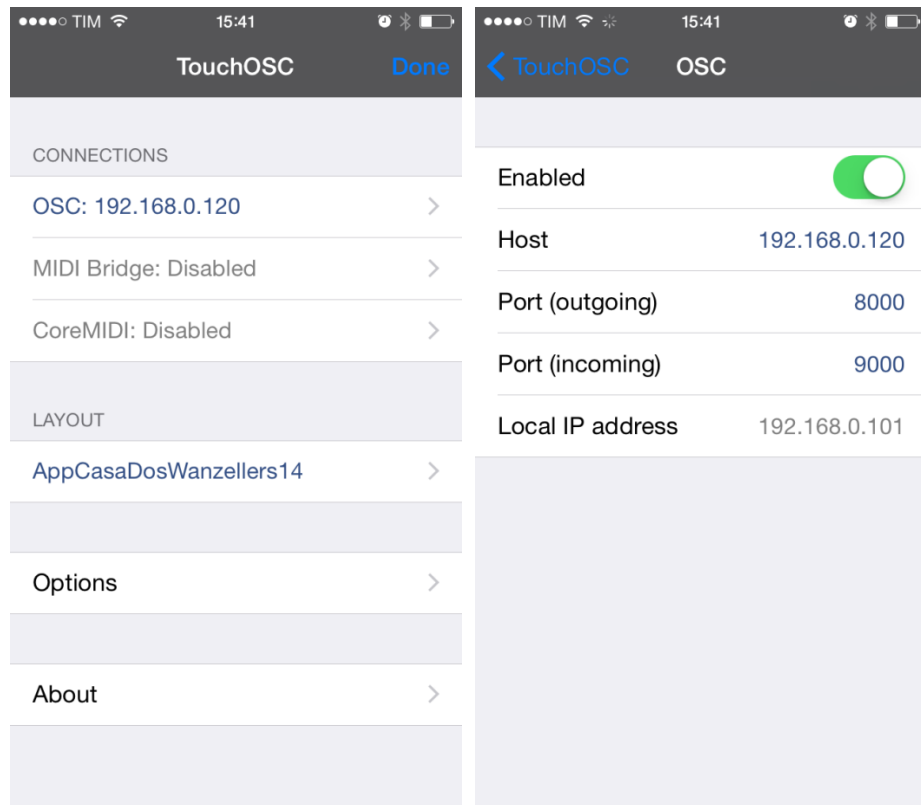 TIM 15:41
TouchOSC Done
CONNECTIONS
OSC: 192.168.0.120
MIDI Bridge: Disabled
CoreMIDI: Disabled
LAYOUT
AppCasaDosWanzellers14
Options
About
TIM 15:41
TouchOSC OSC
Enabled
Host 192.168.0.120
Port (outgoing) 8000
Port (incoming) 9000
Local IP address 192.168.0.101